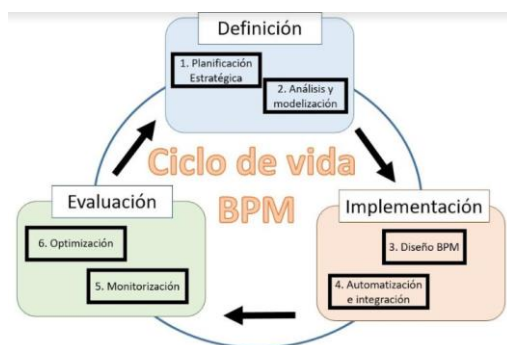 Definición
1. Planificación
Estratégica
2. Análisis y
modelización
Ciclo de vida
BPM
Evaluación
6. Optimización
5. Monitorización
Implementación
3. Diseño BPM
4. Automatización
e integración